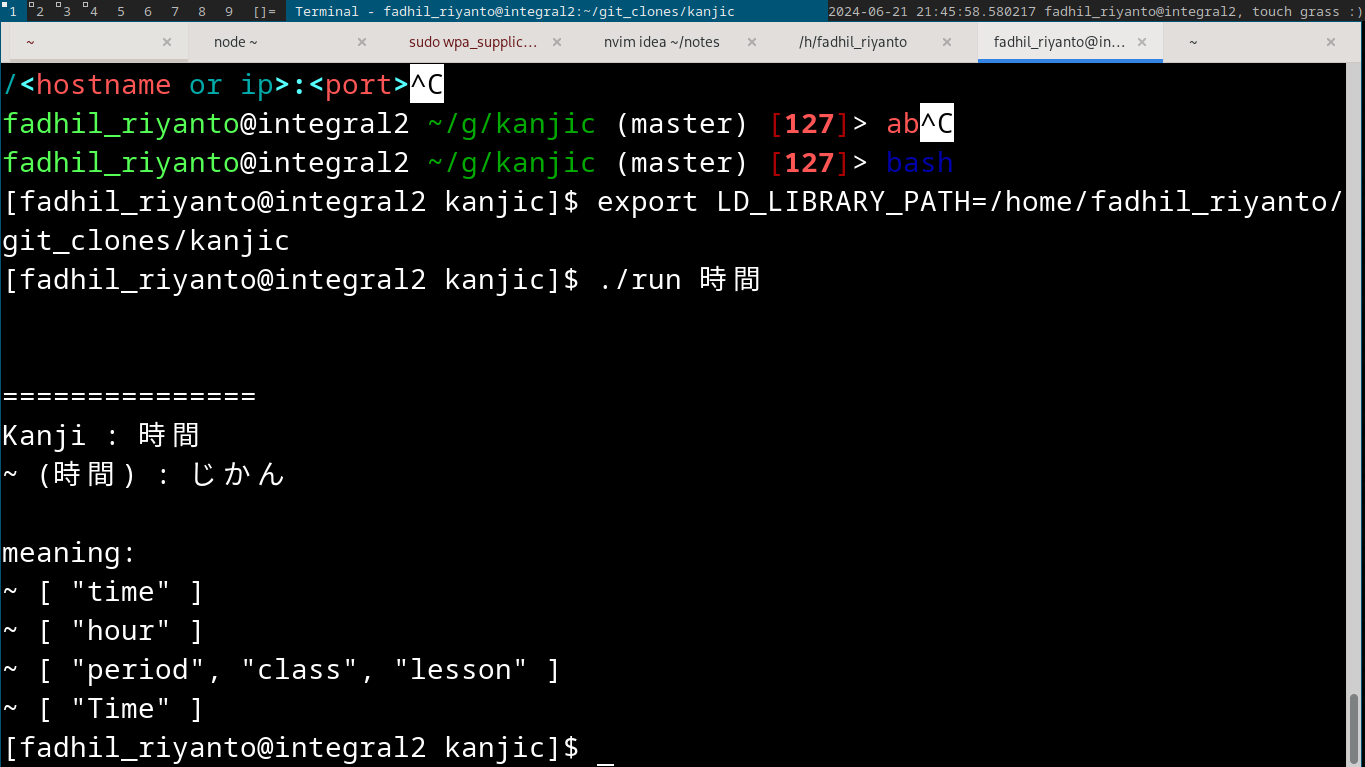 1 2 3 4 5 6 7 8 9 []= Terminal - fadhil_riyanto@integral2:~/git_clones/kanjic 2024-06-21 21:45:58.580217 fadhil_riyanto@integral2, touch grass :)
~ × node ~ × sudo wpa_supplic... × nvim idea ~/notes × /h/fadhil_riyanto × fadhil_riyanto@in... × ~ ×
/<hostname or ip>:<port>^C
fadhil_riyanto@integral2 ~/g/kanjic (master) [127]> ab^C
fadhil_riyanto@integral2 ~/g/kanjic (master) [127]> bash
[fadhil_riyanto@integral2 kanjic]$ export LD_LIBRARY_PATH=/home/fadhil_riyanto/
git_clones/kanjic
[fadhil_riyanto@integral2 kanjic]$ ./run 時間
===============
Kanji : 時間
~ (時間) : じかん
meaning:
~ [ "time" ]
~ [ "hour" ]
~ [ "period", "class", "lesson" ]
~ [ "Time" ]
[fadhil_riyanto@integral2 kanjic]$ _